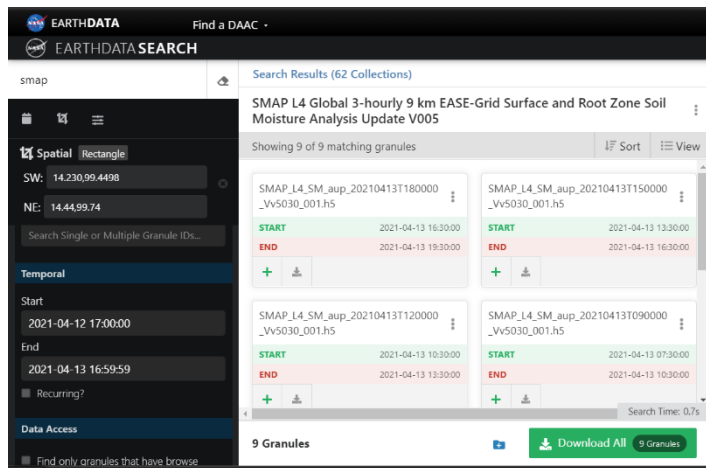 EARTHDATA
Find a DAAC
EARTHDATA SEARCH
smap
Spatial Rectangle
SW: 14.230,99.4498
NE: 14.44,99.74
Search Single or Multiple Granule IDs...
Temporal
Start
2021-04-12 17:00:00
End
2021-04-13 16:59:59
Recurring?
Data Access
Find only granules that have browse
Search Results (62 Collections)
SMAP L4 Global 3-hourly 9 km EASE-Grid Surface and Root Zone Soil
Moisture Analysis Update V005
Showing 9 of 9 matching granules
Sort
View
SMAP_L4_SM_aup_20210413T180000
_Vv5030_001.h5
START 2021-04-13 16:30:00
END 2021-04-13 19:30:00
SMAP_L4_SM_aup_20210413T150000
_Vv5030_001.h5
START 2021-04-13 13:30:00
END 2021-04-13 16:30:00
SMAP_L4_SM_aup_20210413T120000
_Vv5030_001.h5
START 2021-04-13 10:30:00
END 2021-04-13 13:30:00
SMAP_L4_SM_aup_20210413T090000
_Vv5030_001.h5
START 2021-04-13 07:30:00
END 2021-04-13 10:30:00
Search Time: 0.7s
9 Granules
Download All 9 Granules